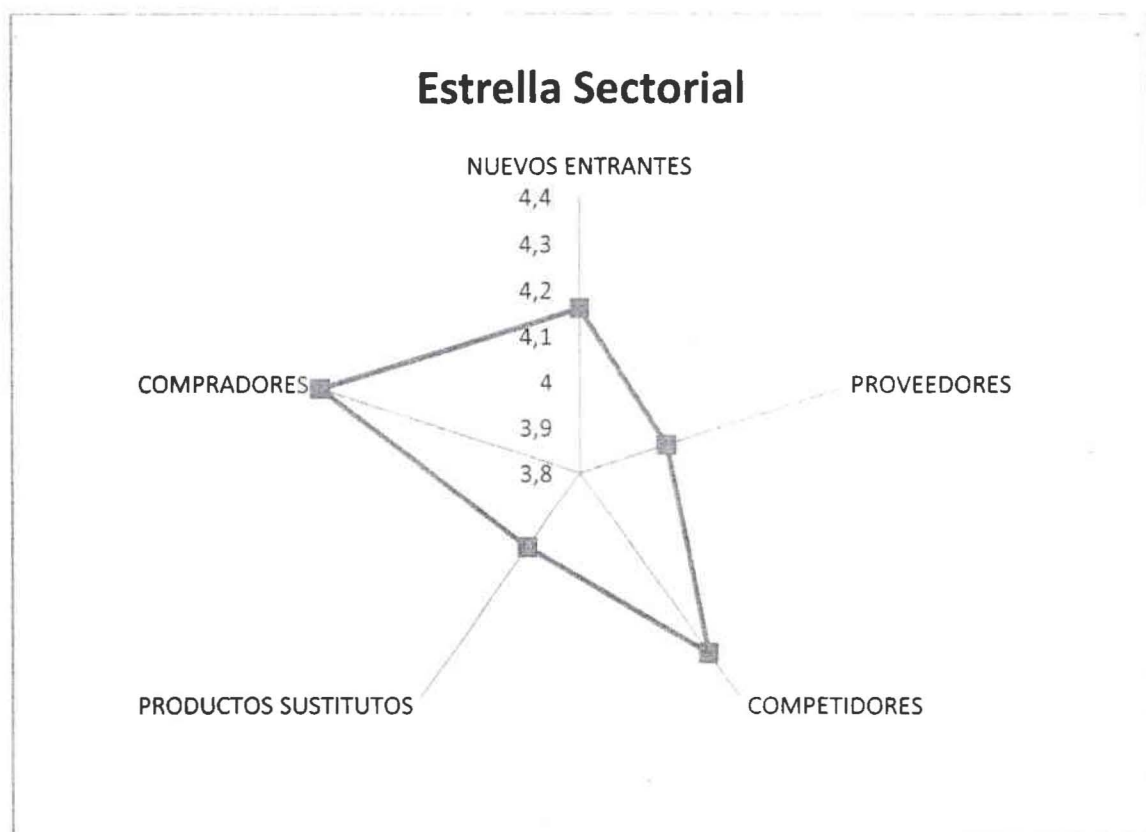 Estrella Sectorial
NUEVOS ENTRANTES
4,4
4,3
4,2
4,1
4
3,9
3,8
COMPRADORES
PROVEEDORES
PRODUCTOS SUSTITUTOS
COMPETIDORES